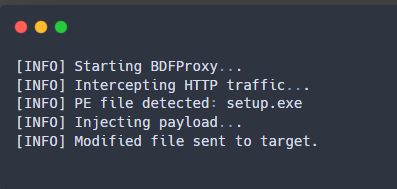 [INFO] Starting BDFProxy...
[INFO] Intercepting HTTP traffic...
[INFO] PE file detected: setup.exe
[INFO] Injecting payload...
[INFO] Modified file sent to target.